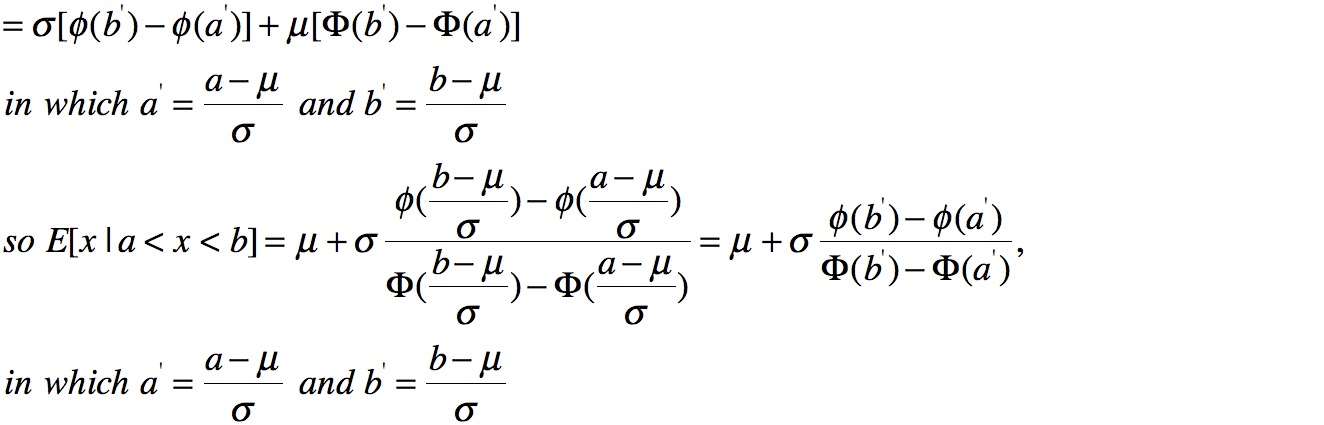 = σ[ϕ(b') − ϕ(a')] + μ[Φ(b') − Φ(a')]
in which a' = (a − μ)/σ and b' = (b − μ)/σ
so E[x | a < x < b] = μ + σ (ϕ((b − μ)/σ) − ϕ((a − μ)/σ))/(Φ((b − μ)/σ) − Φ((a − μ)/σ)) = μ + σ (ϕ(b') − ϕ(a'))/(Φ(b') − Φ(a')),
in which a' = (a − μ)/σ and b' = (b − μ)/σ